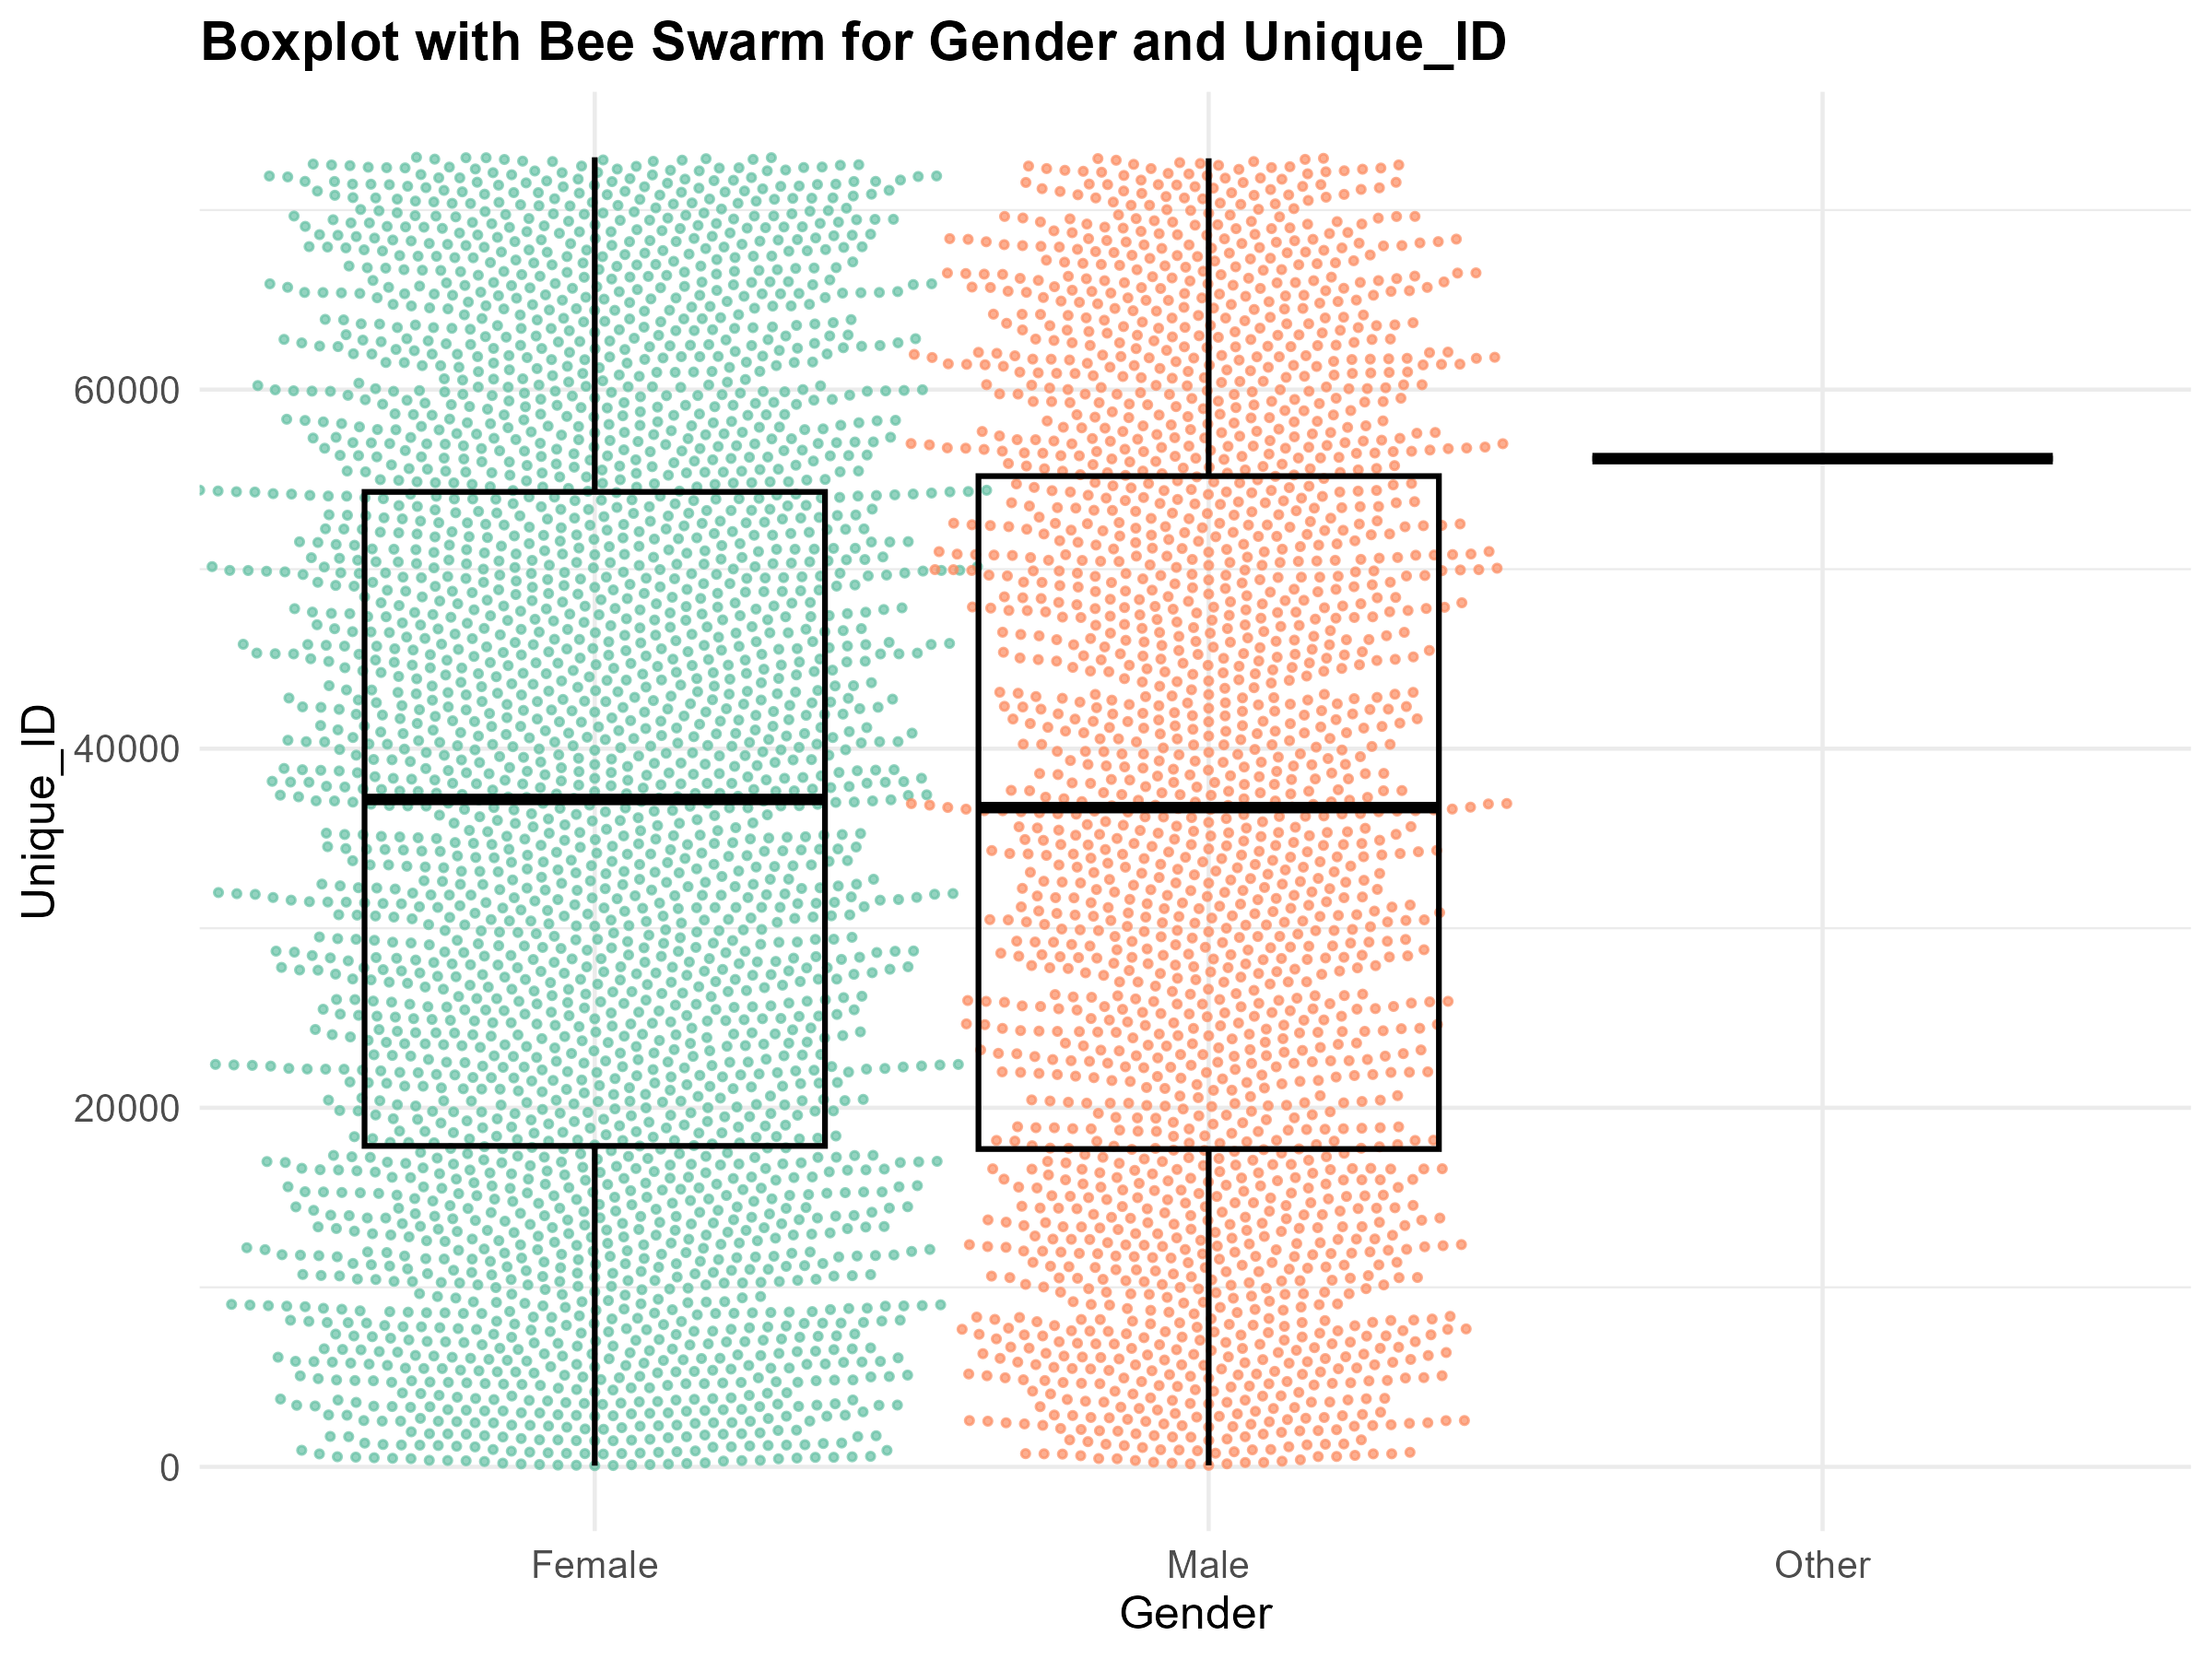 Boxplot with Bee Swarm for Gender and Unique_ID
Unique_ID
60000
40000
20000
0
Female
Male
Other
Gender